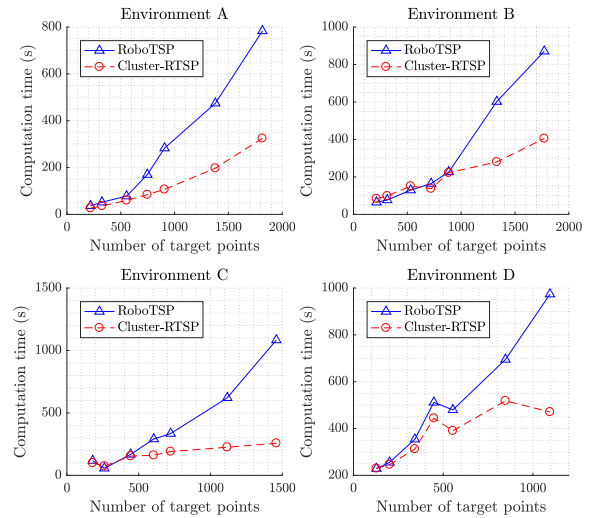 Environment A
Computation time (s)
800
600
400
200
0
RoboTSP
Cluster-RTSP
0 500 1000 1500 2000
Number of target points
Environment B
Computation time (s)
1000
800
600
400
200
0
RoboTSP
Cluster-RTSP
0 500 1000 1500 2000
Number of target points
Environment C
Computation time (s)
1500
1000
500
0
RoboTSP
Cluster-RTSP
0 500 1000 1500
Number of target points
Environment D
Computation time (s)
1000
800
600
400
200
RoboTSP
Cluster-RTSP
0 500 1000
Number of target points